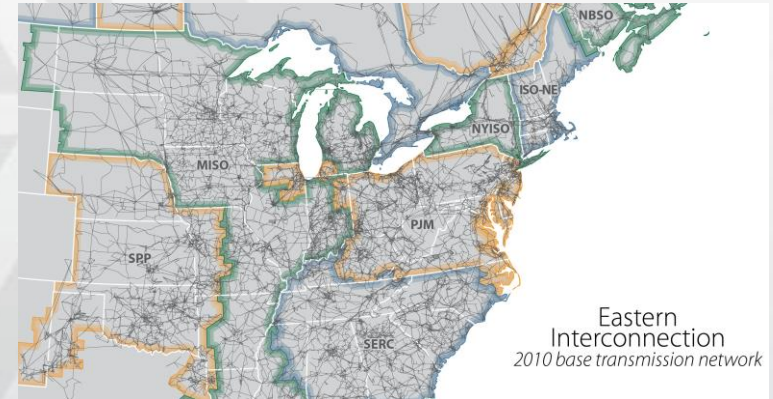 NBSO
ISO-NE
NYISO
MISO
PJM
SPP
SERC
Eastern
Interconnection
2010 base transmission network